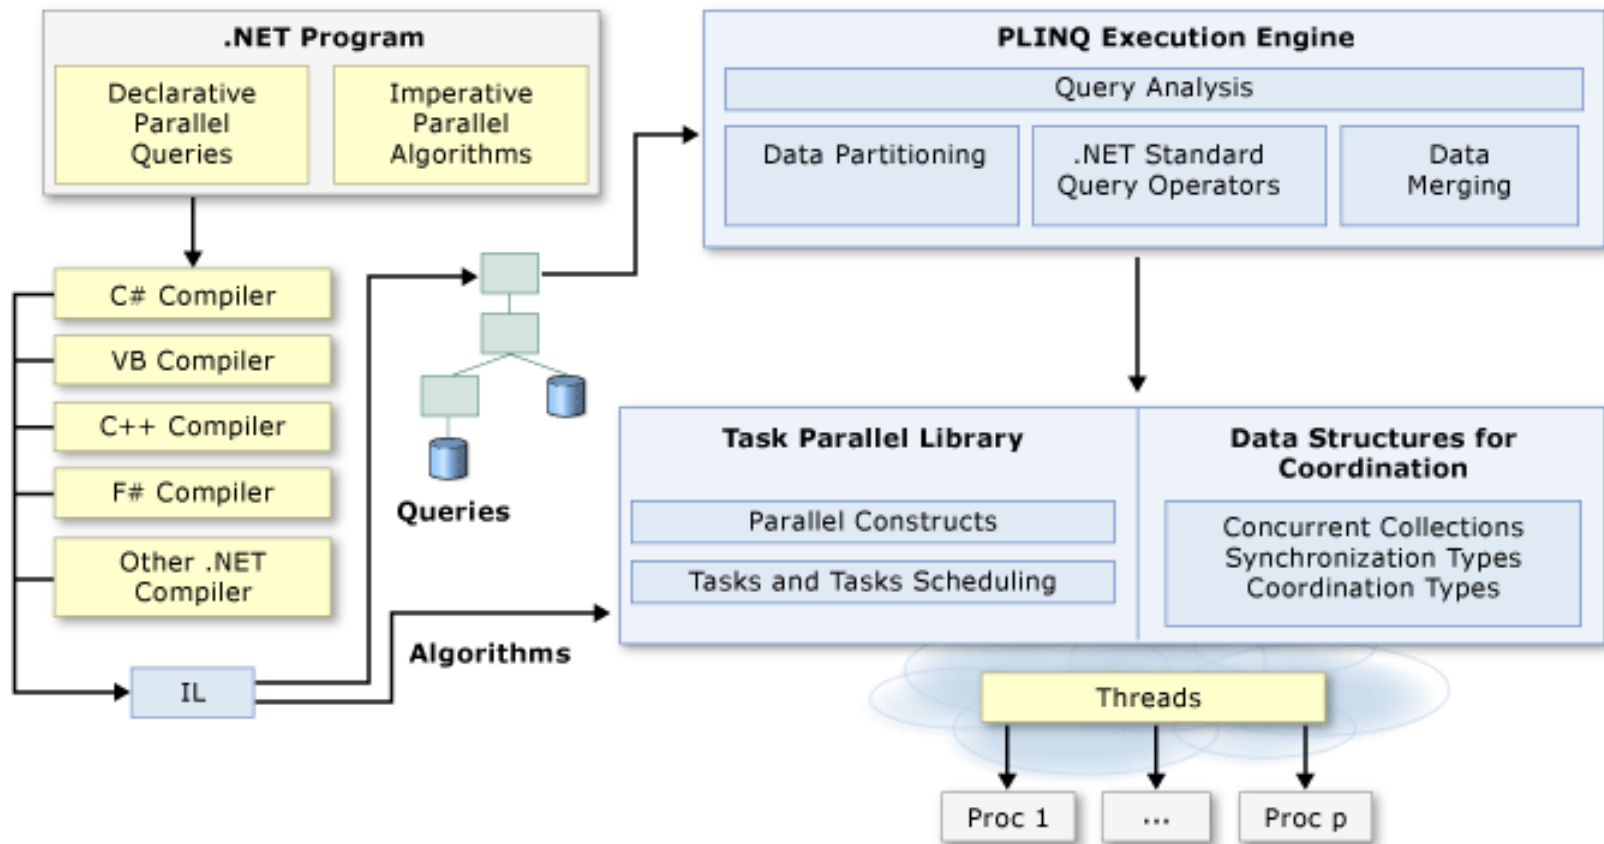 .NET Program
Declarative
Parallel
Queries
Imperative
Parallel
Algorithms
PLINQ Execution Engine
Query Analysis
Data Partitioning
.NET Standard
Query Operators
Data
Merging
C# Compiler
VB Compiler
C++ Compiler
F# Compiler
Other .NET
Compiler
IL
Queries
Algorithms
Task Parallel Library
Parallel Constructs
Tasks and Tasks Scheduling
Data Structures for
Coordination
Concurrent Collections
Synchronization Types
Coordination Types
Threads
Proc 1
...
Proc p